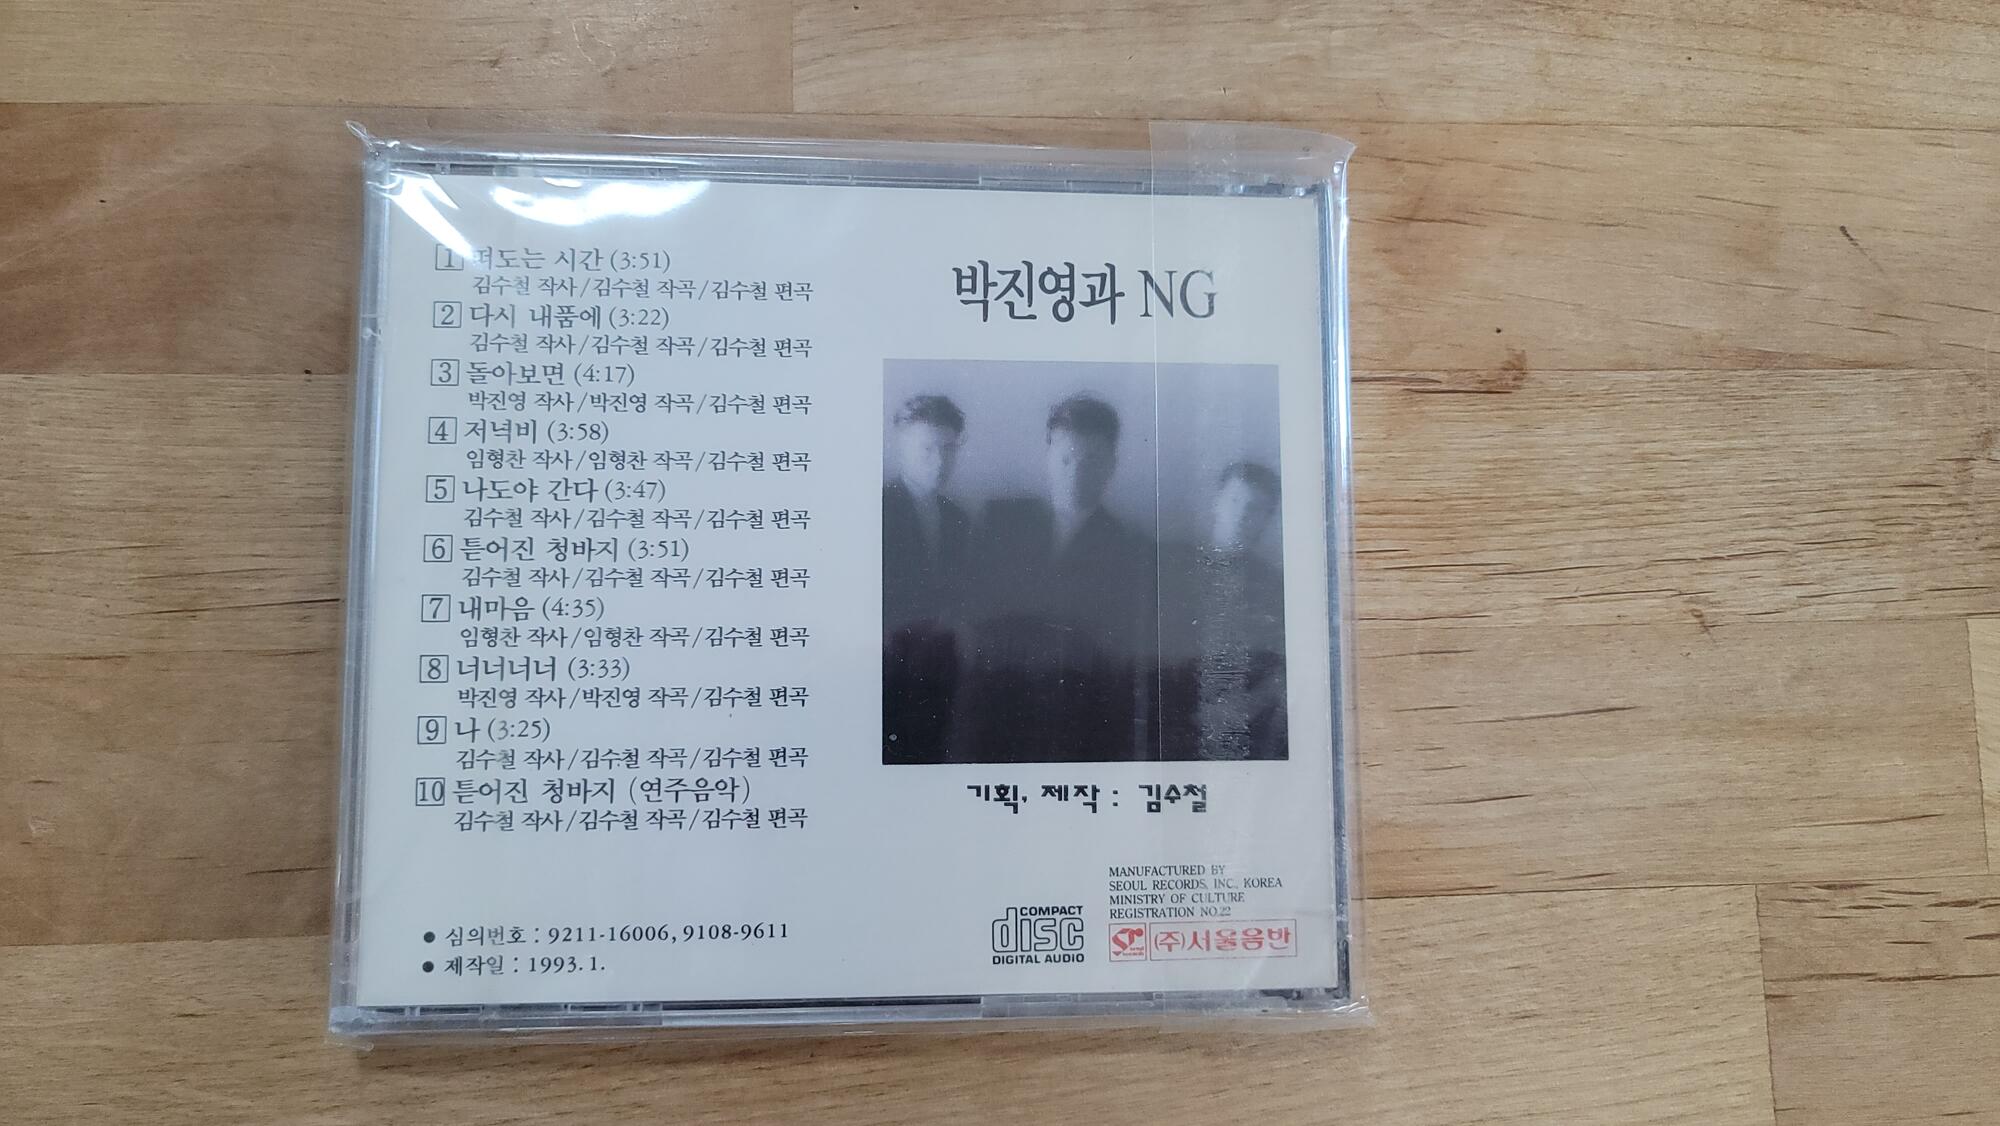 1 떠도는 시간 (3:51)
김수철 작사/김수철 작곡/김수철 편곡
2 다시 내품에 (3:22)
김수철 작사/김수철 작곡/김수철 편곡
3 돌아보면 (4:17)
박진영 작사/박진영 작곡/김수철 편곡
4 저녁비 (3:58)
임형찬 작사/임형찬 작곡/김수철 편곡
5 나도야 간다 (3:47)
김수철 작사/김수철 작곡/김수철 편곡
6 튿어진 청바지 (3:51)
김수철 작사/김수철 작곡/김수철 편곡
7 내마음 (4:35)
임형찬 작사/임형찬 작곡/김수철 편곡
8 너너너너 (3:33)
박진영 작사/박진영 작곡/김수철 편곡
9 나 (3:25)
김수철 작사/김수철 작곡/김수철 편곡
10 튿어진 청바지 (연주음악)
김수철 작사/김수철 작곡/김수철 편곡
● 심의번호 : 9211-16006, 9108-9611
● 제작일 : 1993. 1.
박진영과 NG
기획, 제작 : 김수철
COMPACT
disc
DIGITAL AUDIO
MANUFACTURED BY
SEOUL RECORDS, INC., KOREA
MINISTRY OF CULTURE
REGISTRATION NO.22
(주)서울음반